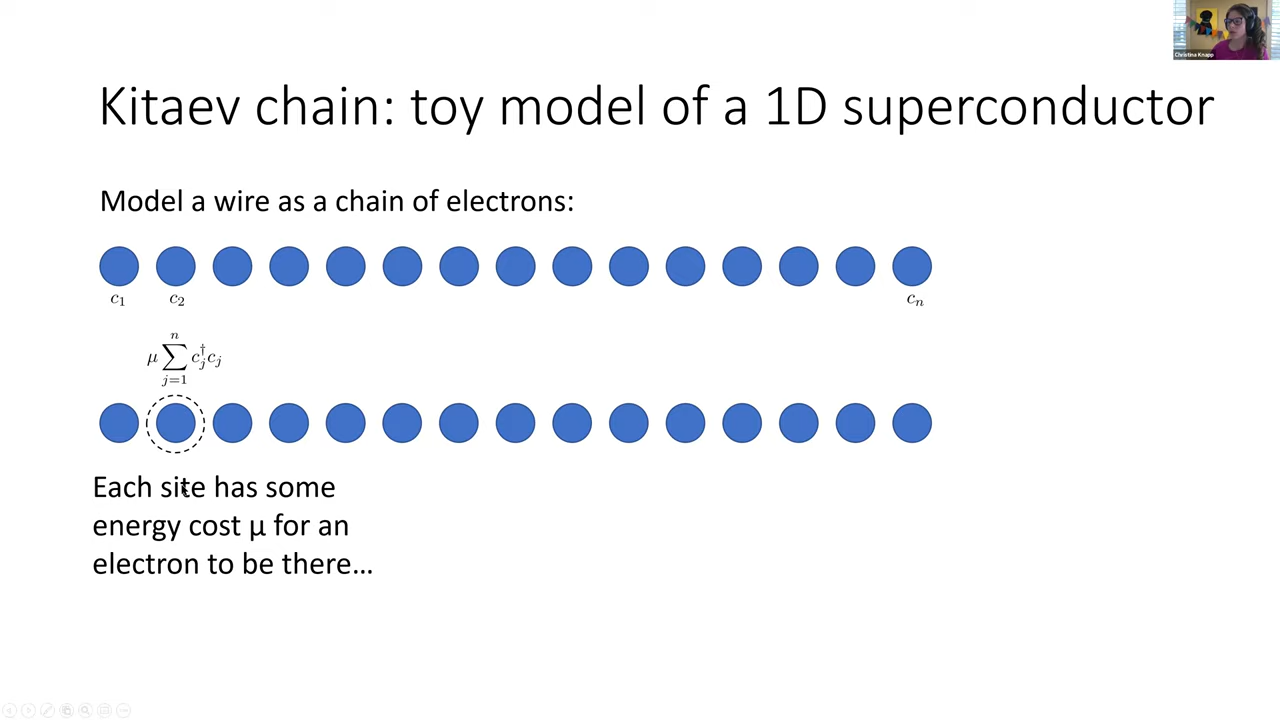 Christina Knapp
Kitaev chain: toy model of a 1D superconductor
Model a wire as a chain of electrons:
c₁ c₂ cₙ
n
μ∑c†ⱼcⱼ
j=1
Each site has some
energy cost μ for an
electron to be there…